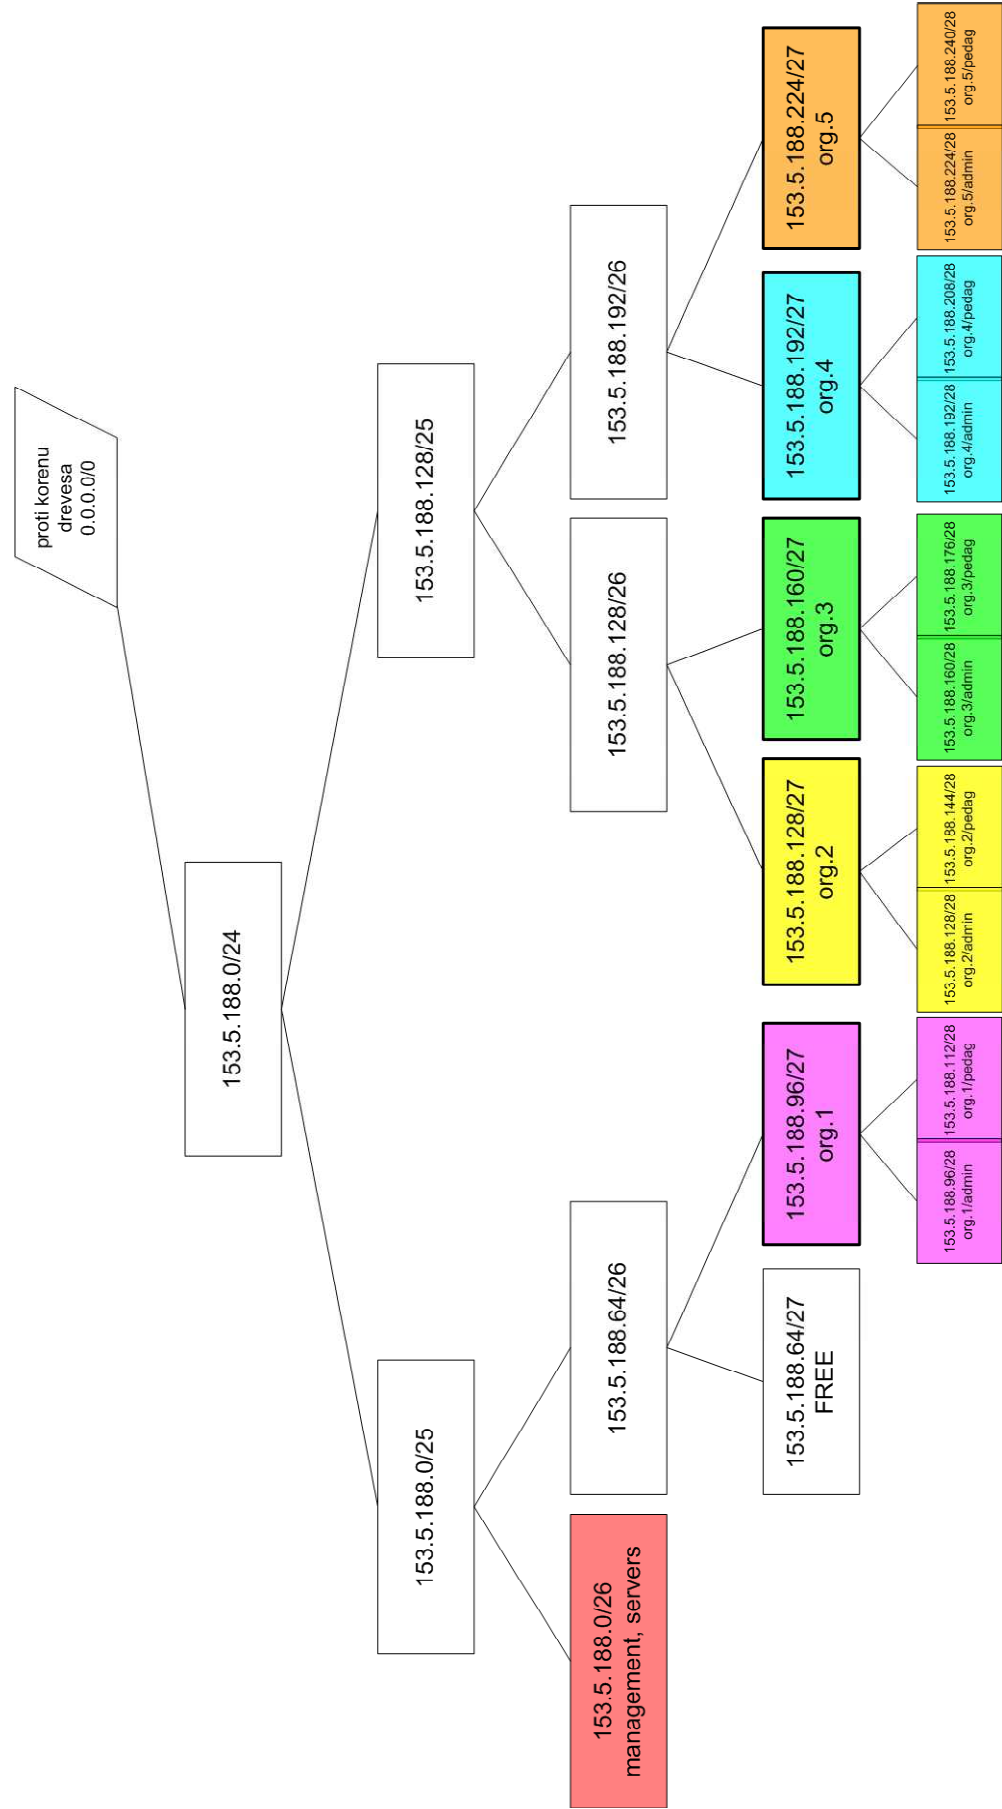 proti korenu
drevesa
0.0.0.0/0
153.5.188.0/24
153.5.188.0/25
153.5.188.128/25
153.5.188.0/26
management, servers
153.5.188.64/26
153.5.188.128/26
153.5.188.192/26
153.5.188.64/27
FREE
153.5.188.96/27
org.1
153.5.188.128/27
org.2
153.5.188.160/27
org.3
153.5.188.192/27
org.4
153.5.188.224/27
org.5
153.5.188.96/28
org.1/admin
153.5.188.112/28
org.1/pedag
153.5.188.128/28
org.2/admin
153.5.188.144/28
org.2/pedag
153.5.188.160/28
org.3/admin
153.5.188.176/28
org.3/pedag
153.5.188.192/28
org.4/admin
153.5.188.208/28
org.4/pedag
153.5.188.224/28
org.5/admin
153.5.188.240/28
org.5/pedag